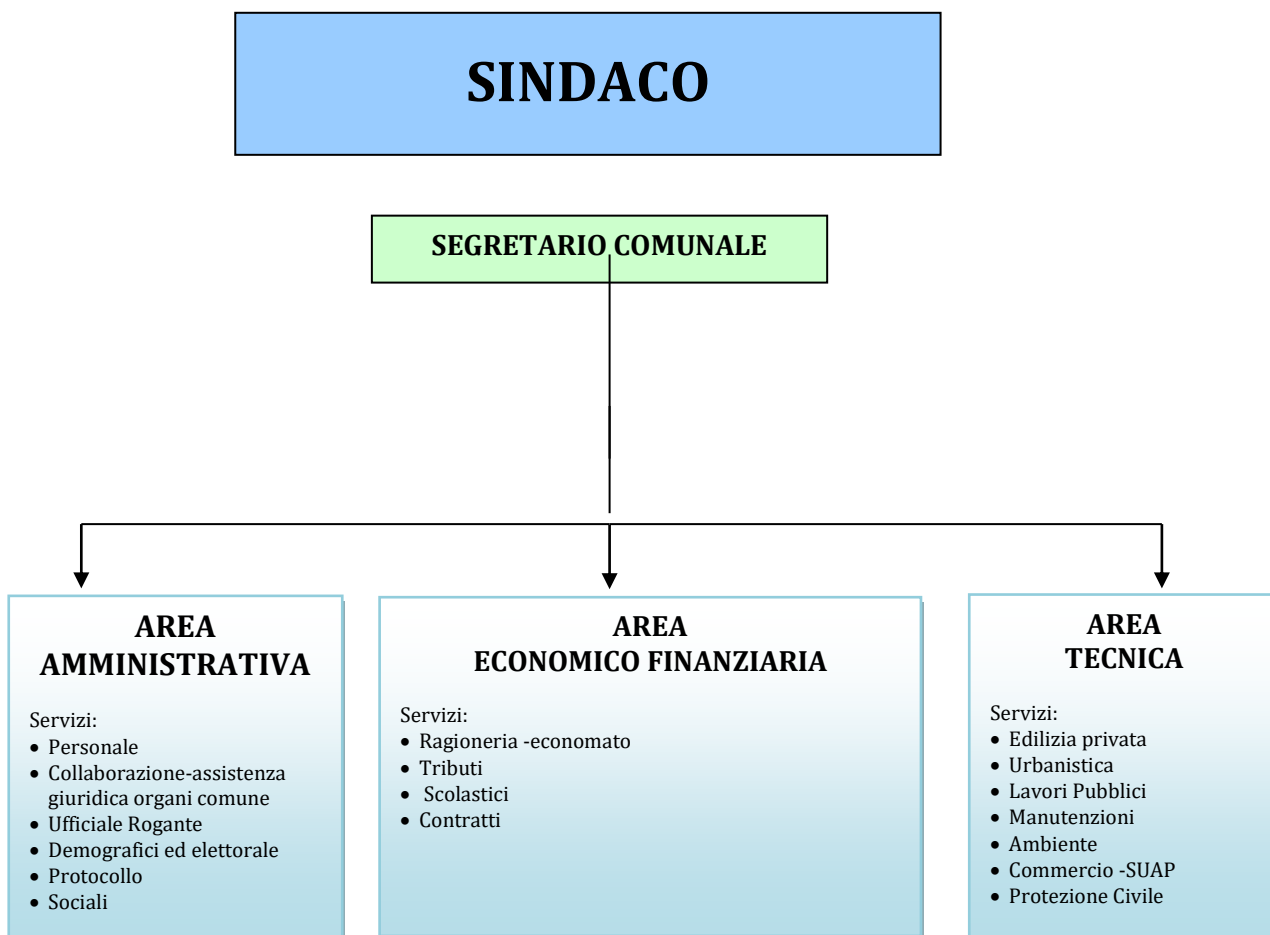 SINDACO
SEGRETARIO COMUNALE
AREA
AMMINISTRATIVA
Servizi:
• Personale
• Collaborazione-assistenza
giuridica organi comune
• Ufficiale Rogante
• Demografici ed elettorale
• Protocollo
• Sociali
AREA
ECONOMICO FINANZIARIA
Servizi:
• Ragioneria -economato
• Tributi
• Scolastici
• Contratti
AREA
TECNICA
Servizi:
• Edilizia privata
• Urbanistica
• Lavori Pubblici
• Manutenzioni
• Ambiente
• Commercio -SUAP
• Protezione Civile